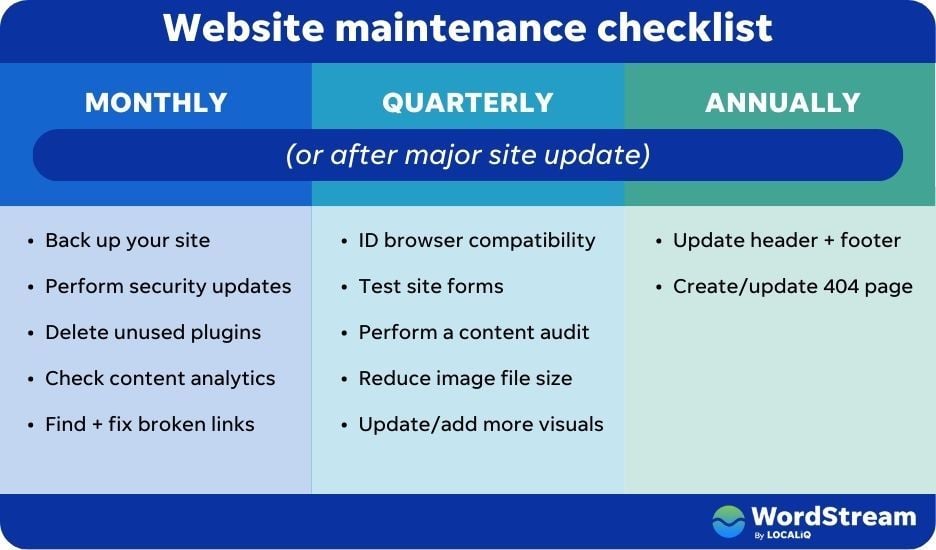 Website maintenance checklist
MONTHLY
QUARTERLY
ANNUALLY
(or after major site update)
• Back up your site
• Perform security updates
• Delete unused plugins
• Check content analytics
• Find + fix broken links
• ID browser compatibility
• Test site forms
• Perform a content audit
• Reduce image file size
• Update/add more visuals
• Update header + footer
• Create/update 404 page
WordStream
By LOCALiQ